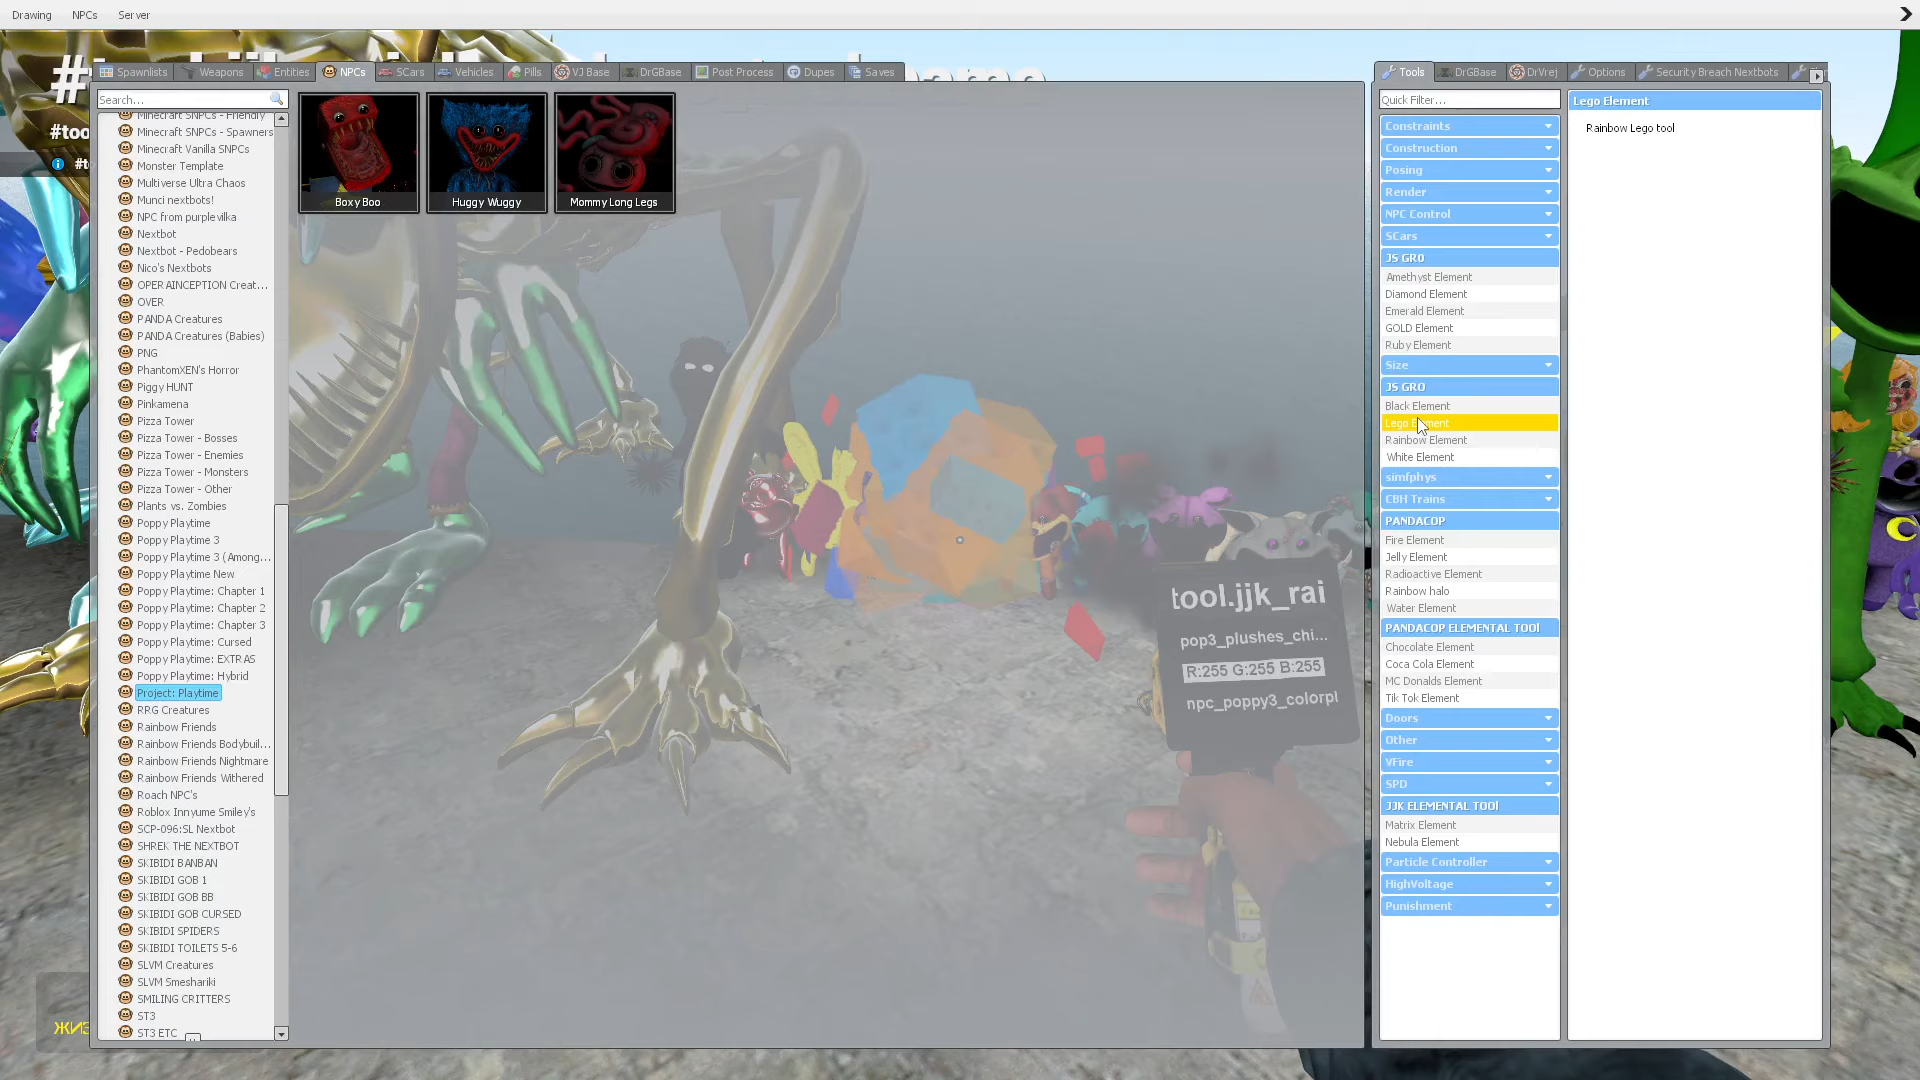 Drawing NPCs Server
Spawnlists Weapons Entities NPCs SCars Vehicles Pills VJ Base DrGBase Post Process Dupes Saves
Search...
Minecraft SNPCs - Friendly
Minecraft SNPCs - Spawners
Minecraft Vanilla SNPCs
Monster Template
Multiverse Ultra Chaos
Munci nextbots!
NPC from purplevilka
Nextbot
Nextbot - Pedobears
Nico's Nextbots
OPERAINCEPTION Creat...
OVER
PANDA Creatures
PANDA Creatures (Babies)
PNG
PhantomXEN's Horror
Piggy HUNT
Pinkamena
Pizza Tower
Pizza Tower - Bosses
Pizza Tower - Enemies
Pizza Tower - Monsters
Pizza Tower - Other
Plants vs. Zombies
Poppy Playtime
Poppy Playtime 3
Poppy Playtime 3 (Among...
Poppy Playtime New
Poppy Playtime: Chapter 1
Poppy Playtime: Chapter 2
Poppy Playtime: Chapter 3
Poppy Playtime: Cursed
Poppy Playtime: EXTRAS
Poppy Playtime: Hybrid
Project: Playtime
RRG Creatures
Rainbow Friends
Rainbow Friends Bodybuil...
Rainbow Friends Nightmare
Rainbow Friends Withered
Roach NPC's
Roblox Innyume Smiley's
SCP-096:SL Nextbot
SHREK THE NEXTBOT
SKIBIDI BANBAN
SKIBIDI GOB 1
SKIBIDI GOB BB
SKIBIDI GOB CURSED
SKIBIDI SPIDERS
SKIBIDI TOILETS 5-6
SLVM Creatures
SLVM Smeshariki
SMILING CRITTERS
ST3
ST3 ETC
#
#too
#t
ЖИЗ
Boxy Boo
Huggy Wuggy
Mommy Long Legs
tool.jjk_rai
pop3_plushes_chi...
R:255 G:255 B:255
npc_poppy3_colorpl
Tools DrGBase DrVrej Options Security Breach Nextbots
Quick Filter...
Constraints
Construction
Posing
Render
NPC Control
SCars
JS GRO
Amethyst Element
Diamond Element
Emerald Element
GOLD Element
Ruby Element
Size
JS GRO
Black Element
Lego Element
Rainbow Element
White Element
simfphys
CBH Trains
PANDACOP
Fire Element
Jelly Element
Radioactive Element
Rainbow halo
Water Element
PANDACOP ELEMENTAL TOOl
Chocolate Element
Coca Cola Element
MC Donalds Element
Tik Tok Element
Doors
Other
VFire
SPD
JJK ELEMENTAL TOOl
Matrix Element
Nebula Element
Particle Controller
HighVoltage
Punishment
Lego Element
Rainbow Lego tool